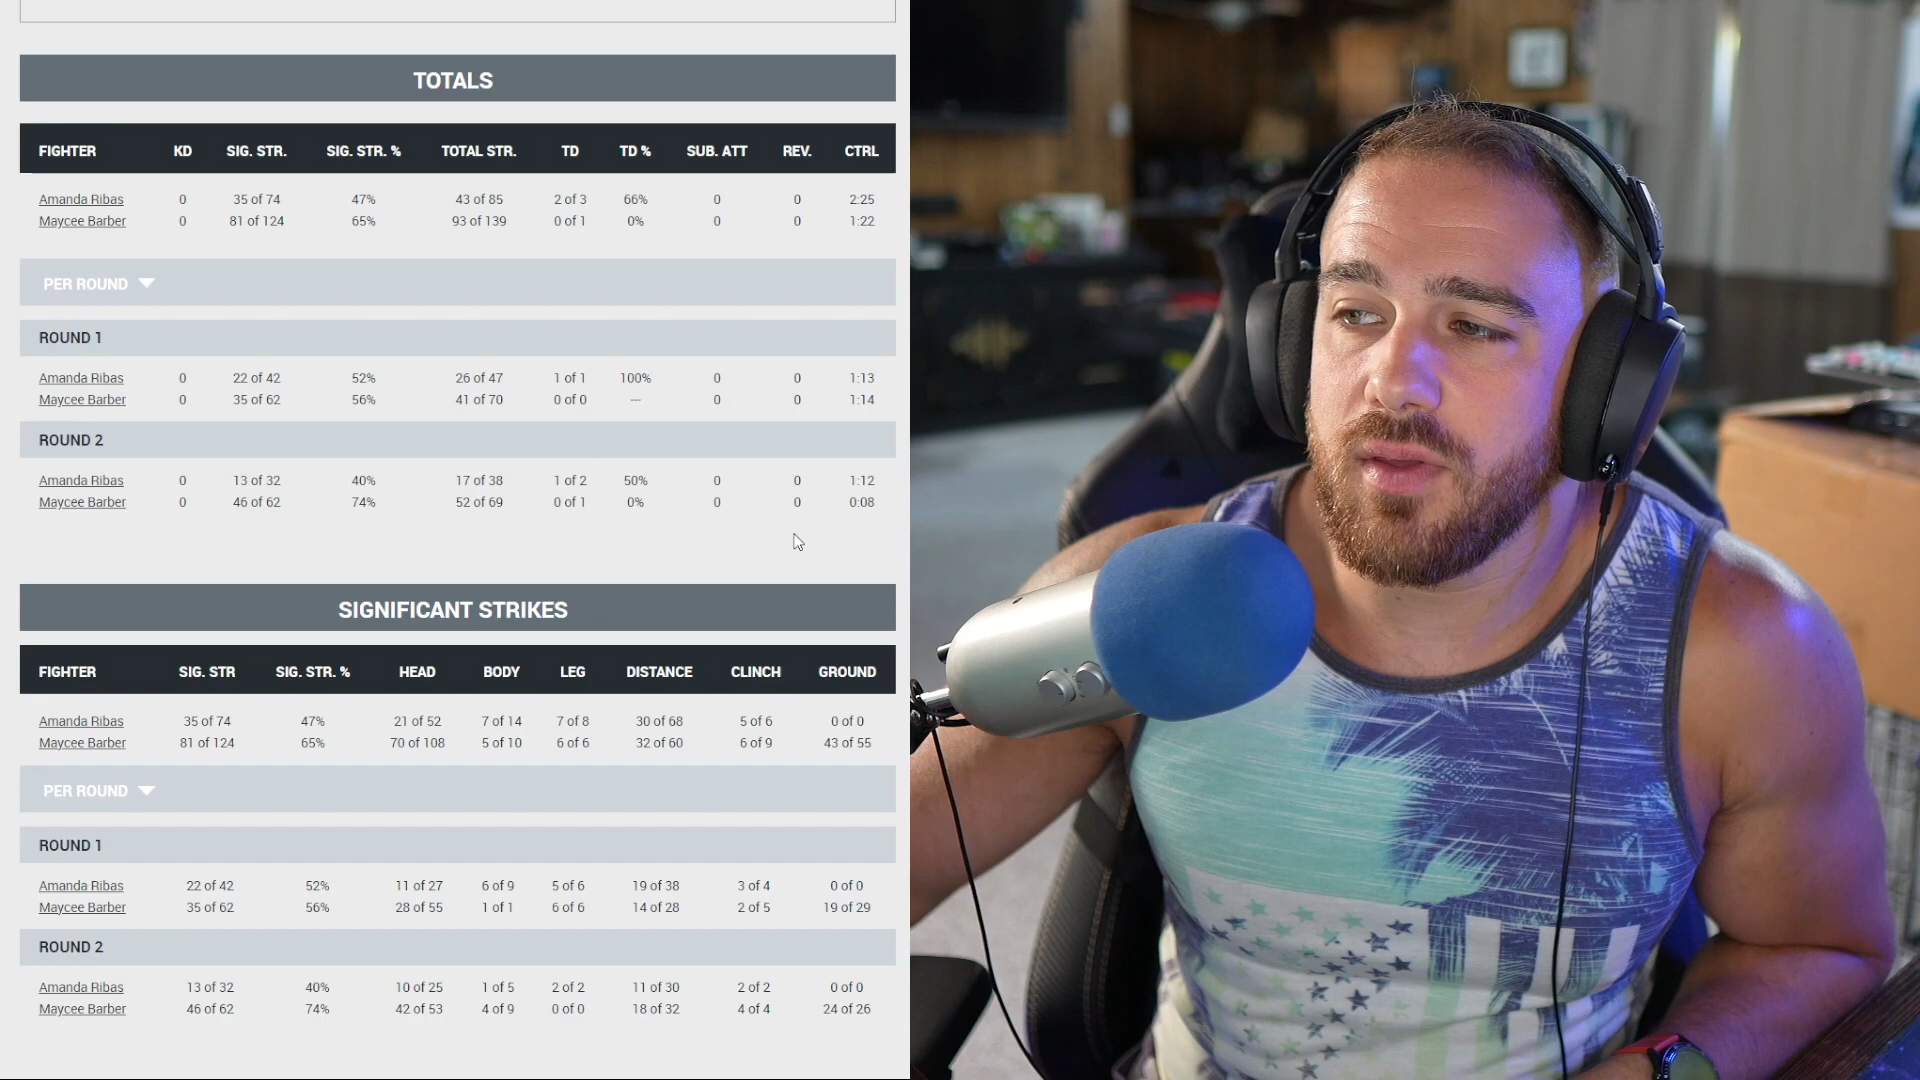 TOTALS
FIGHTER KD SIG. STR. SIG. STR. % TOTAL STR. TD TD % SUB. ATT REV. CTRL
Amanda Ribas 0 35 of 74 47% 43 of 85 2 of 3 66% 0 0 2:25
Maycee Barber 0 81 of 124 65% 93 of 139 0 of 1 0% 0 0 1:22
PER ROUND
ROUND 1
Amanda Ribas 0 22 of 42 52% 26 of 47 1 of 1 100% 0 0 1:13
Maycee Barber 0 35 of 62 56% 41 of 70 0 of 0 --- 0 0 1:14
ROUND 2
Amanda Ribas 0 13 of 32 40% 17 of 38 1 of 2 50% 0 0 1:12
Maycee Barber 0 46 of 62 74% 52 of 69 0 of 1 0% 0 0 0:08
SIGNIFICANT STRIKES
FIGHTER SIG. STR SIG. STR. % HEAD BODY LEG DISTANCE CLINCH GROUND
Amanda Ribas 35 of 74 47% 21 of 52 7 of 14 7 of 8 30 of 68 5 of 6 0 of 0
Maycee Barber 81 of 124 65% 70 of 108 5 of 10 6 of 6 32 of 60 6 of 9 43 of 55
PER ROUND
ROUND 1
Amanda Ribas 22 of 42 52% 11 of 27 6 of 9 5 of 6 19 of 38 3 of 4 0 of 0
Maycee Barber 35 of 62 56% 28 of 55 1 of 1 6 of 6 14 of 28 2 of 5 19 of 29
ROUND 2
Amanda Ribas 13 of 32 40% 10 of 25 1 of 5 2 of 2 11 of 30 2 of 2 0 of 0
Maycee Barber 46 of 62 74% 42 of 53 4 of 9 0 of 0 18 of 32 4 of 4 24 of 26